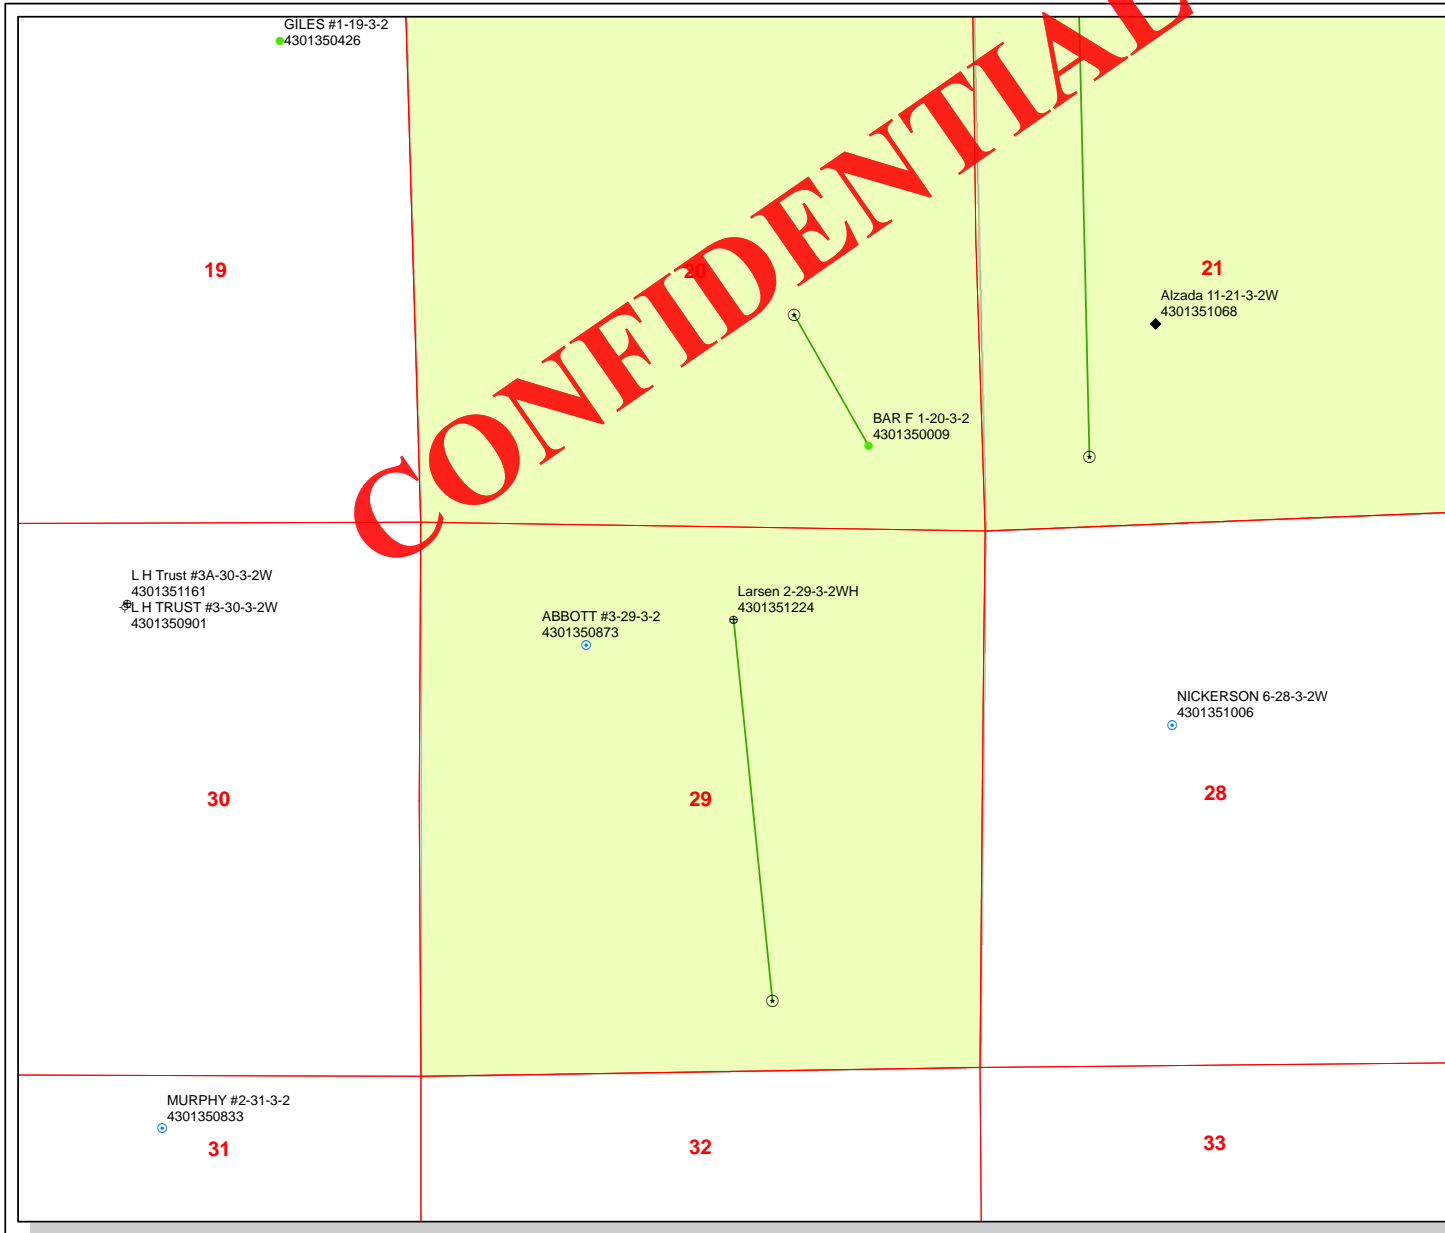 GILES #1-19-3-2
4301350426
CONFIDENTIAL
19
20
21
Alzada 11-21-3-2W
4301351068
BAR F 1-20-3-2
4301350009
L H Trust #3A-30-3-2W
4301351161
L H TRUST #3-30-3-2W
4301350901
ABBOTT #3-29-3-2
4301350873
Larsen 2-29-3-2WH
4301351224
NICKERSON 6-28-3-2W
4301351006
30
29
28
MURPHY #2-31-3-2
4301350833
31
32
33